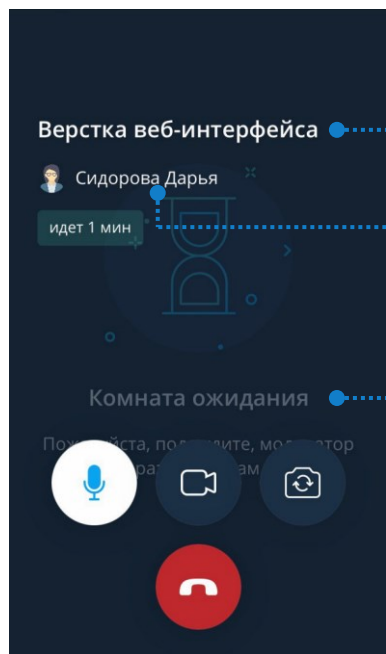 Верстка веб-интерфейса
Сидорова Дарья
идет 1 мин
Комната ожидания